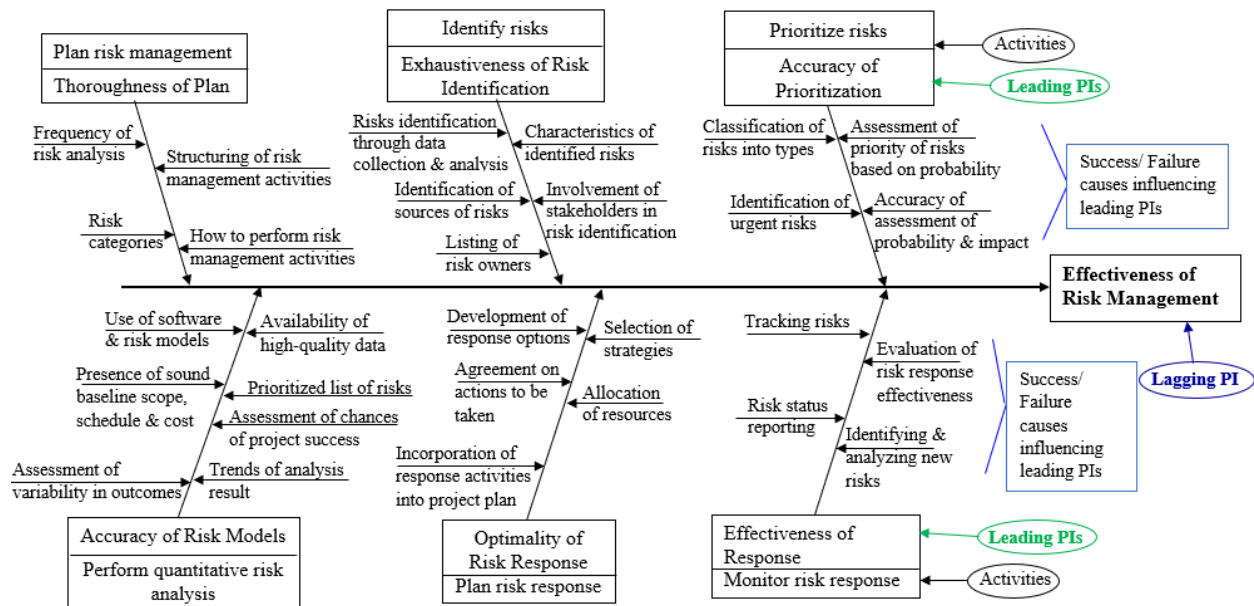 Plan risk management
Thoroughness of Plan
Identify risks
Exhaustiveness of Risk
Identification
Prioritize risks
Accuracy of
Prioritization
Activities
Leading PIs
Frequency of
risk analysis
Structuring of risk
management activities
Risk
categories
How to perform risk
management activities
Risks identification
through data
collection & analysis
Characteristics of
identified risks
Identification of
sources of risks
Involvement of
stakeholders in
risk identification
Listing of
risk owners
Classification of
risks into types
Assessment of
priority of risks
based on probability
Identification of
urgent risks
Accuracy of
assessment of
probability & impact
Success/ Failure
causes influencing
leading PIs
Effectiveness of
Risk Management
Lagging PI
Use of software
& risk models
Availability of
high-quality data
Presence of sound
baseline scope,
schedule & cost
Prioritized list of risks
Assessment of chances
of project success
Assessment of
variability in outcomes
Trends of analysis
result
Accuracy of Risk Models
Perform quantitative risk
analysis
Development of
response options
Selection of
strategies
Agreement on
actions to be
taken
Allocation
of resources
Incorporation of
response activities
into project plan
Optimality of
Risk Response
Plan risk response
Tracking risks
Evaluation of
risk response
effectiveness
Risk status
reporting
Identifying &
analyzing new
risks
Success/
Failure
causes
influencing
leading PIs
Effectiveness of
Response
Monitor risk response
Leading PIs
Activities